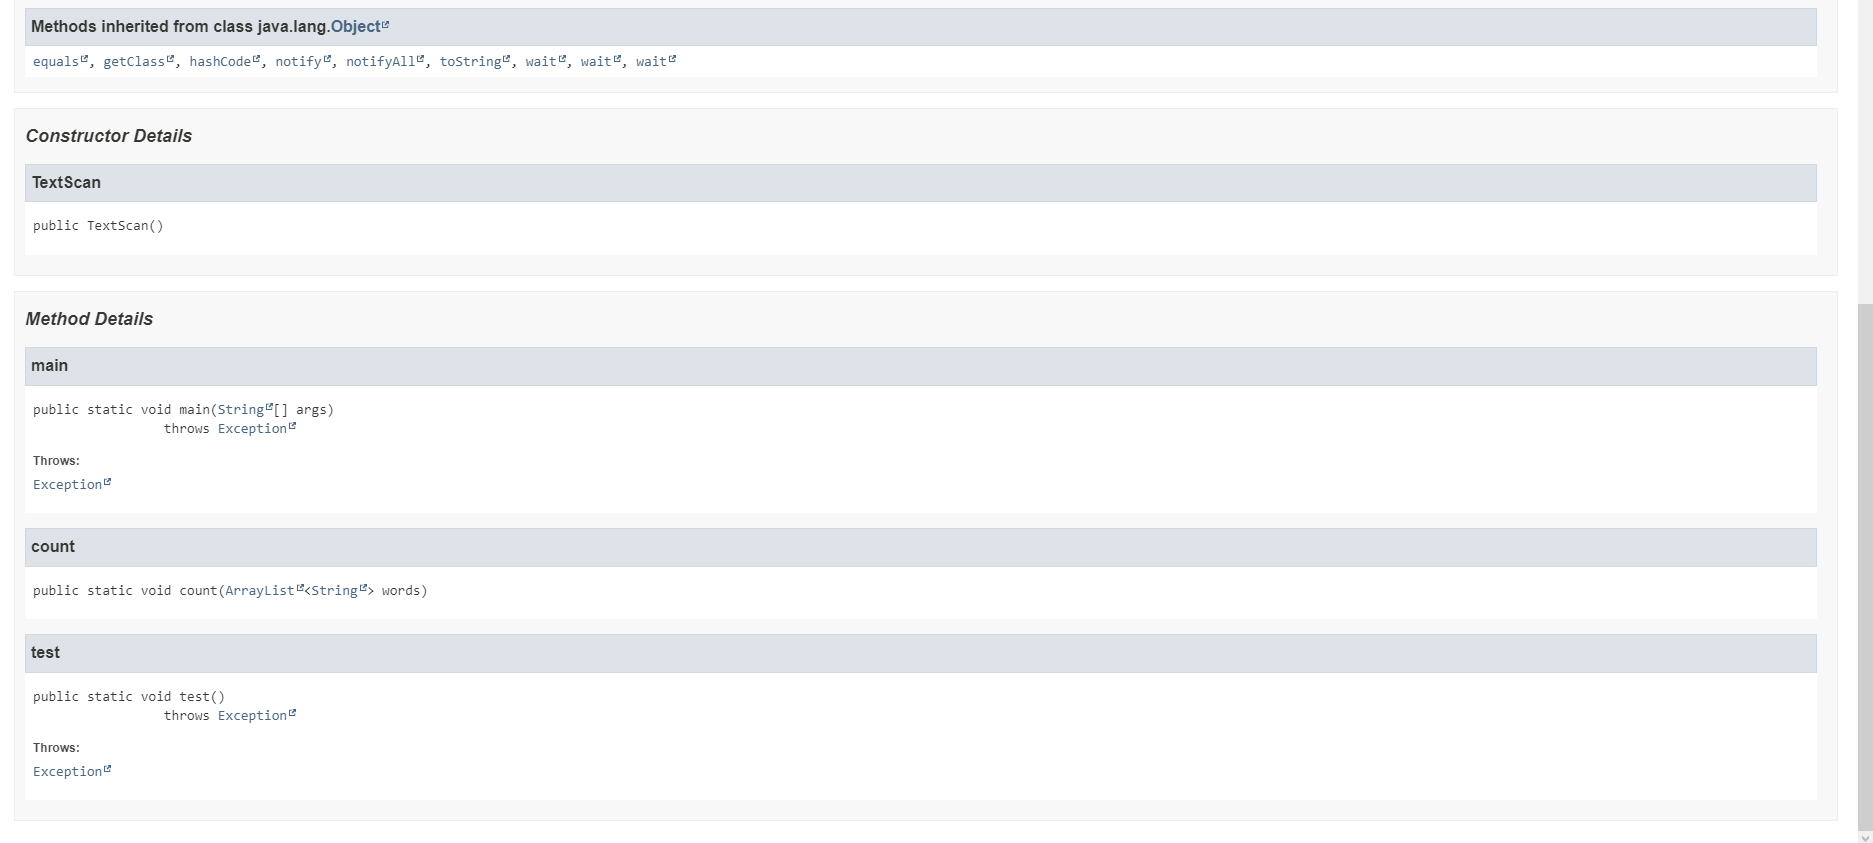 Methods inherited from class java.lang.Object
equals, getClass, hashCode, notify, notifyAll, toString, wait, wait, wait
Constructor Details
TextScan
public TextScan()
Method Details
main
public static void main(String[] args)
throws Exception
Throws:
Exception
count
public static void count(ArrayList<String> words)
test
public static void test()
throws Exception
Throws:
Exception